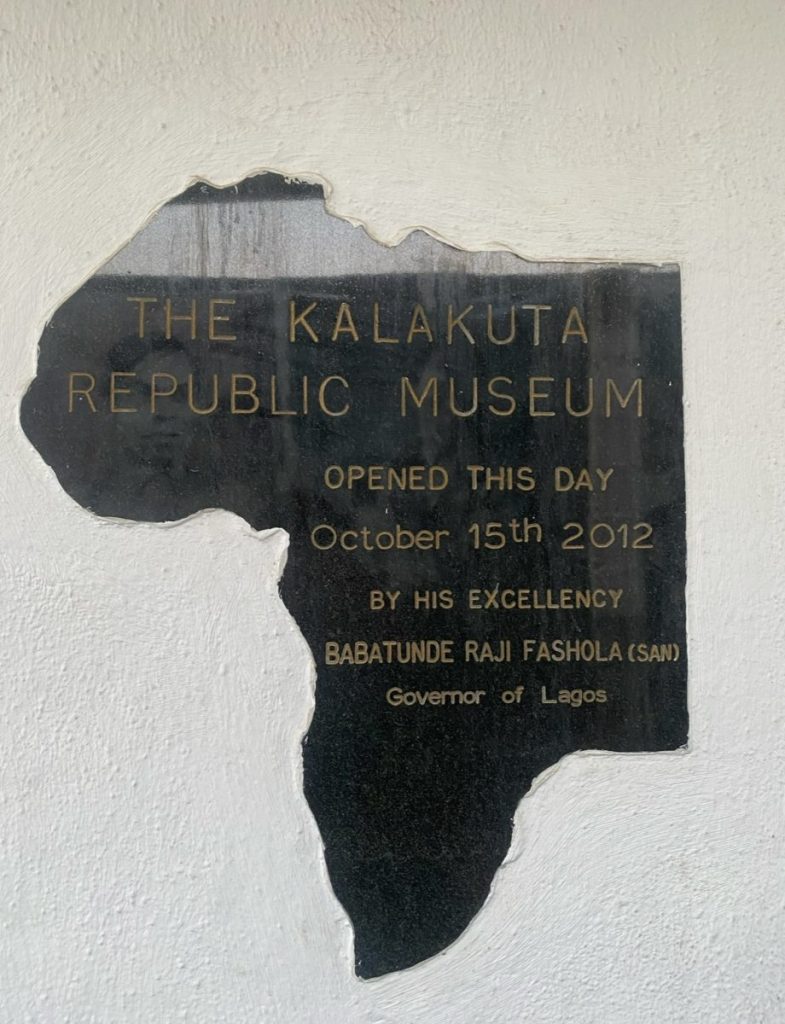 THE KALAKUTA
REPUBLIC MUSEUM
OPENED THIS DAY
October 15th 2012
BY HIS EXCELLENCY
BABATUNDE RAJI FASHOLA (SAN)
Governor of Lagos